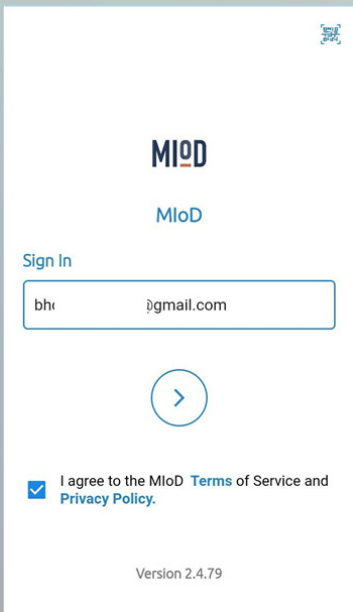 MIoD
MIoD
Sign In
@gmail.com
I agree to the MIoD Terms of Service and
Privacy Policy.
Version 2.4.79